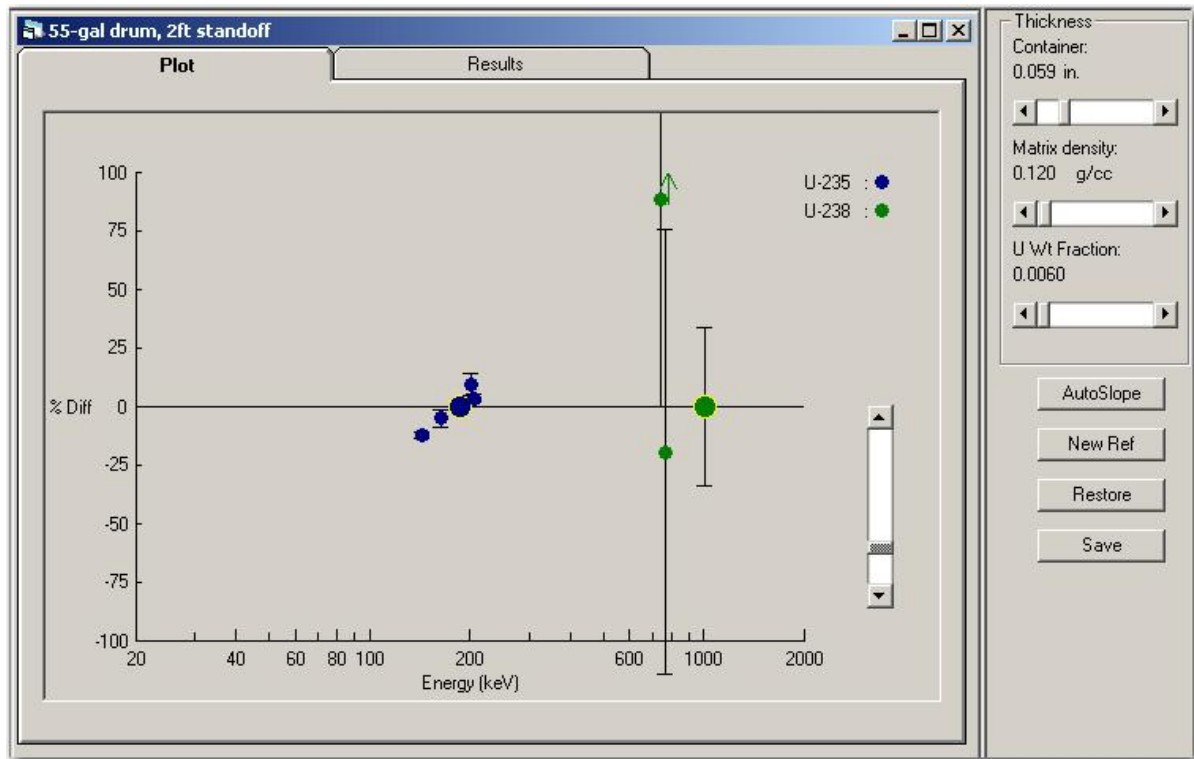 55-gal drum, 2ft standoff
Plot
Results
100
75
50
25
% Diff 0
-25
-50
-75
-100
20 40 60 80 100 200 600 1000 2000
Energy (keV)
U-235 :
U-238 :
Thickness
Container:
0.059 in.
Matrix density:
0.120 g/cc
U Wt Fraction:
0.0060
AutoSlope
New Ref
Restore
Save